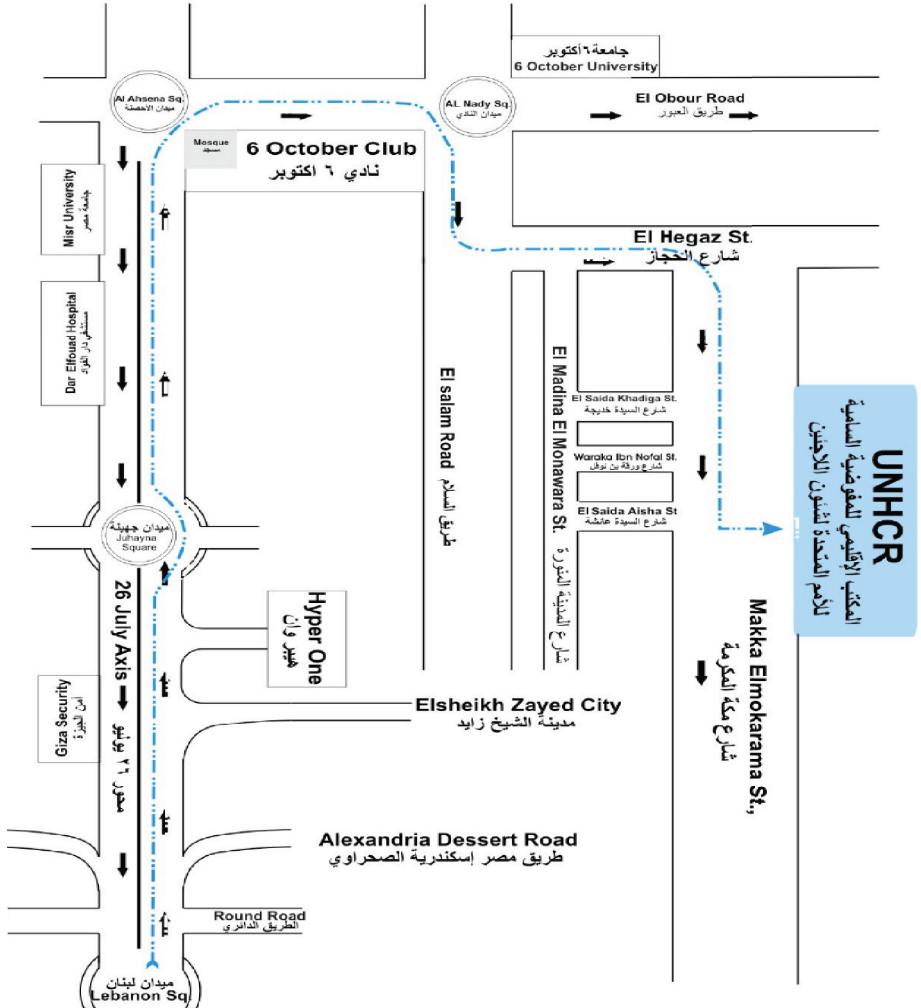 جامعة ٦ أكتوبر
6 October University
Al Ahsena Sq.
ميدان الاحصنة
AL Nady Sq.
ميدان النادي
El Obour Road
طريق العبور
Mosque
مسجد
6 October Club
نادي ٦ اكتوبر
Misr University
جامعة مصر
El Hegaz St.
شارع الحجاز
Dar Elfouad Hospital
مستشفي دار الفؤاد
El salam Road طريق السلام
El Madina El Monawara St. شارع المدينة المنورة
El Saida Khadiga St.
شارع السيدة خديجة
Waraka Ibn Nofal St.
شارع ورقة بن نوفل
El Saida Aisha St
شارع السيدة عائشة
UNHCR
المكتب الإقليمي للمفوضية السامية
للأمم المتحدة لشئون اللاجئين
ميدان جهينة
Juhayna
Square
26 July Axis
محور ٢٦ يوليو
Hyper One
هيبر وان
Makka Elmokarama St.,
شارع مكة المكرمة
Giza Security
أمن الجيزة
Elsheikh Zayed City
مدينة الشيخ زايد
Alexandria Dessert Road
طريق مصر إسكندرية الصحراوي
Round Road
الطريق الدائري
ميدان لبنان
Lebanon Sq.